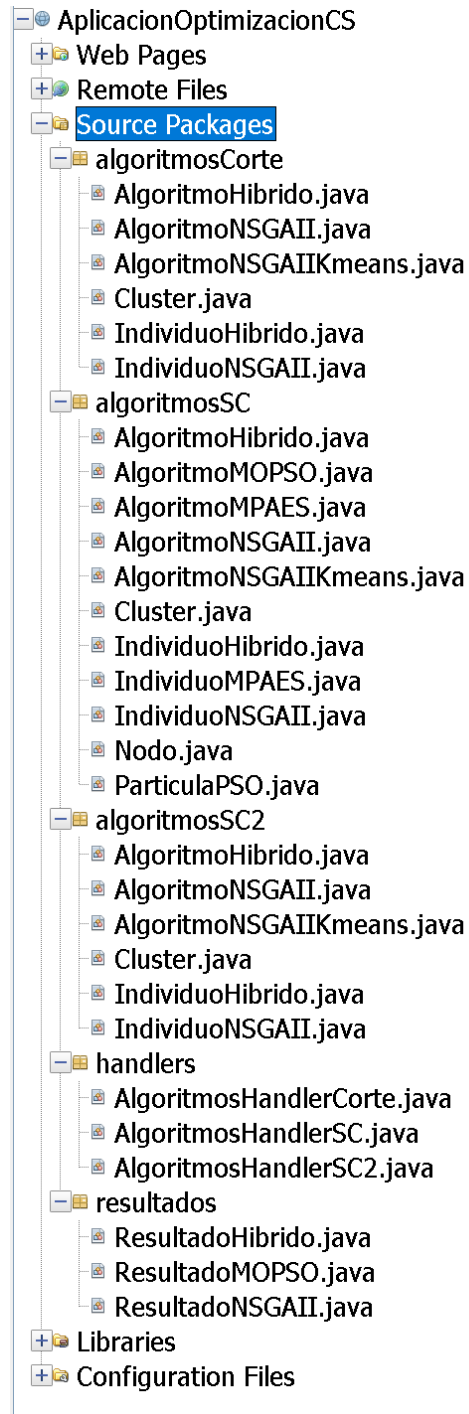 AplicacionOptimizacionCS
Web Pages
Remote Files
Source Packages
algoritmosCorte
AlgoritmoHibrido.java
AlgoritmoNSGAII.java
AlgoritmoNSGAIIKmeans.java
Cluster.java
IndividuoHibrido.java
IndividuoNSGAII.java
algoritmosSC
AlgoritmoHibrido.java
AlgoritmoMOPSO.java
AlgoritmoMPAES.java
AlgoritmoNSGAII.java
AlgoritmoNSGAIIKmeans.java
Cluster.java
IndividuoHibrido.java
IndividuoMPAES.java
IndividuoNSGAII.java
Nodo.java
ParticulaPSO.java
algoritmosSC2
AlgoritmoHibrido.java
AlgoritmoNSGAII.java
AlgoritmoNSGAIIKmeans.java
Cluster.java
IndividuoHibrido.java
IndividuoNSGAII.java
handlers
AlgoritmosHandlerCorte.java
AlgoritmosHandlerSC.java
AlgoritmosHandlerSC2.java
resultados
ResultadoHibrido.java
ResultadoMOPSO.java
ResultadoNSGAII.java
Libraries
Configuration Files